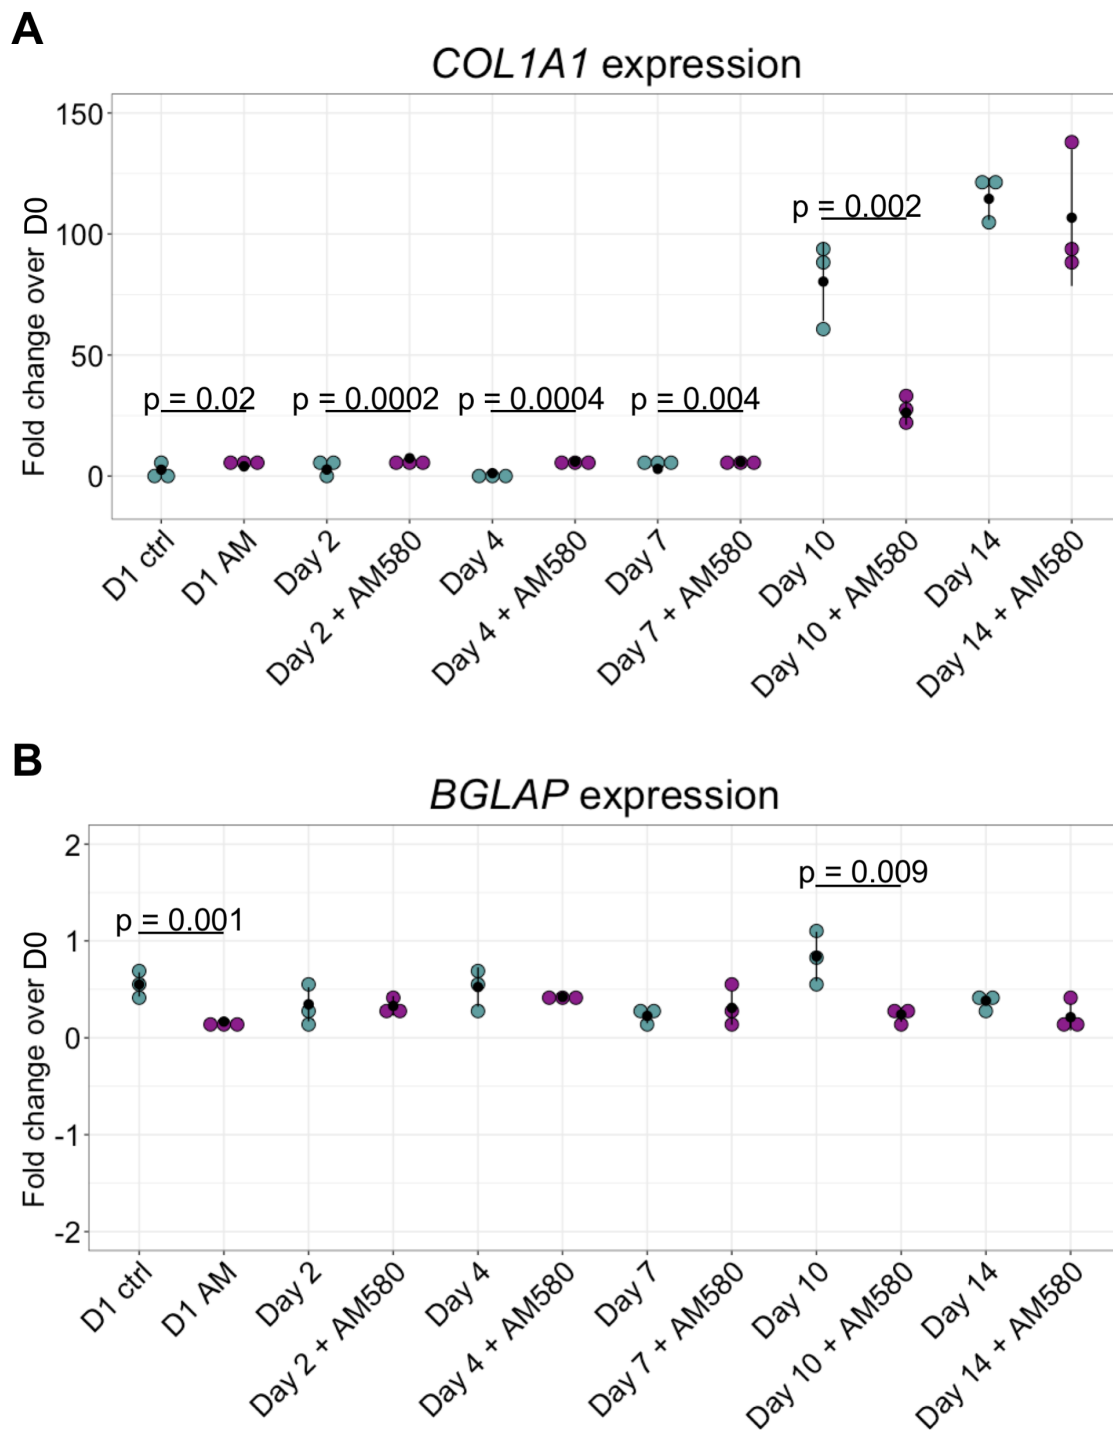 A
COL1A1 expression
Fold change over D0
150
100
50
0
p = 0.02
p = 0.0002
p = 0.0004
p = 0.004
p = 0.002
D1 ctrl
D1 AM
Day 2
Day 2 + AM580
Day 4
Day 4 + AM580
Day 7
Day 7 + AM580
Day 10
Day 10 + AM580
Day 14
Day 14 + AM580
B
BGLAP expression
Fold change over D0
2
1
0
-1
-2
p = 0.001
p = 0.009
D1 ctrl
D1 AM
Day 2
Day 2 + AM580
Day 4
Day 4 + AM580
Day 7
Day 7 + AM580
Day 10
Day 10 + AM580
Day 14
Day 14 + AM580